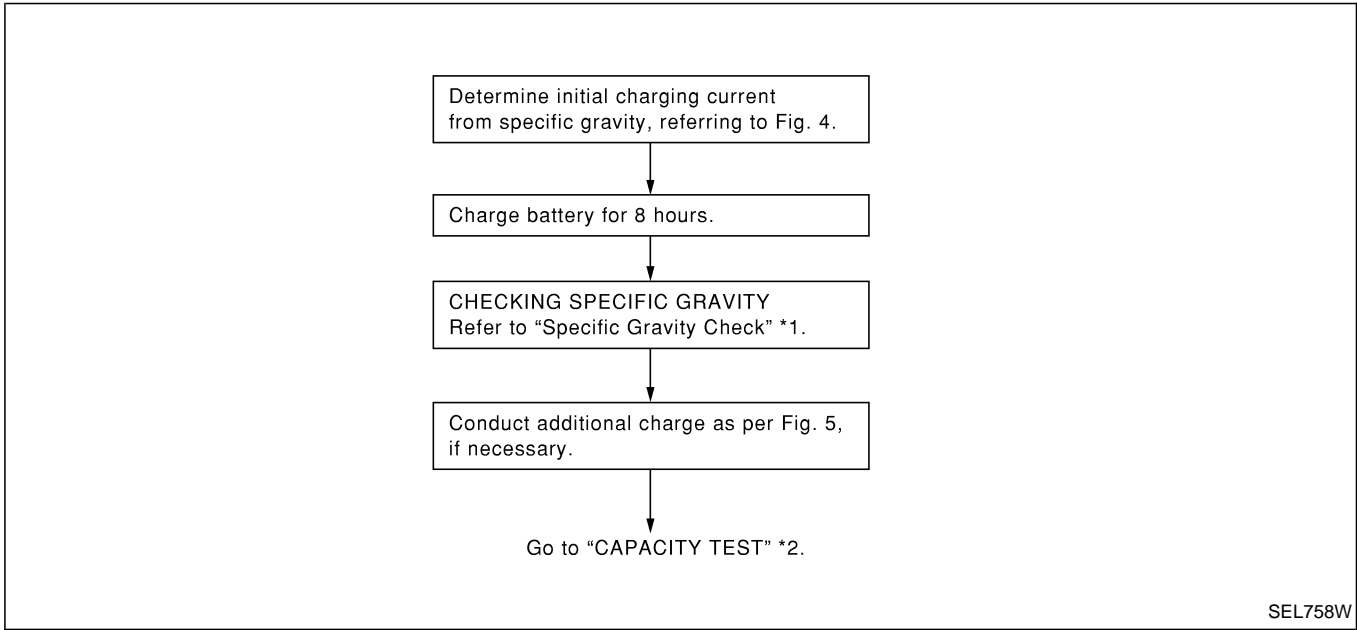 Determine initial charging current
from specific gravity, referring to Fig. 4.
Charge battery for 8 hours.
CHECKING SPECIFIC GRAVITY
Refer to “Specific Gravity Check” *1.
Conduct additional charge as per Fig. 5,
if necessary.
Go to “CAPACITY TEST” *2.
SEL758W